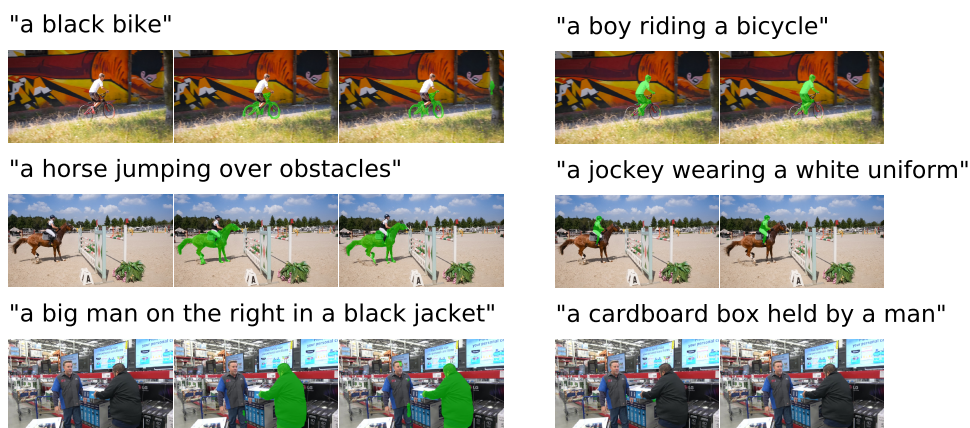 "a black bike"
"a boy riding a bicycle"
"a horse jumping over obstacles"
"a jockey wearing a white uniform"
"a big man on the right in a black jacket"
"a cardboard box held by a man"